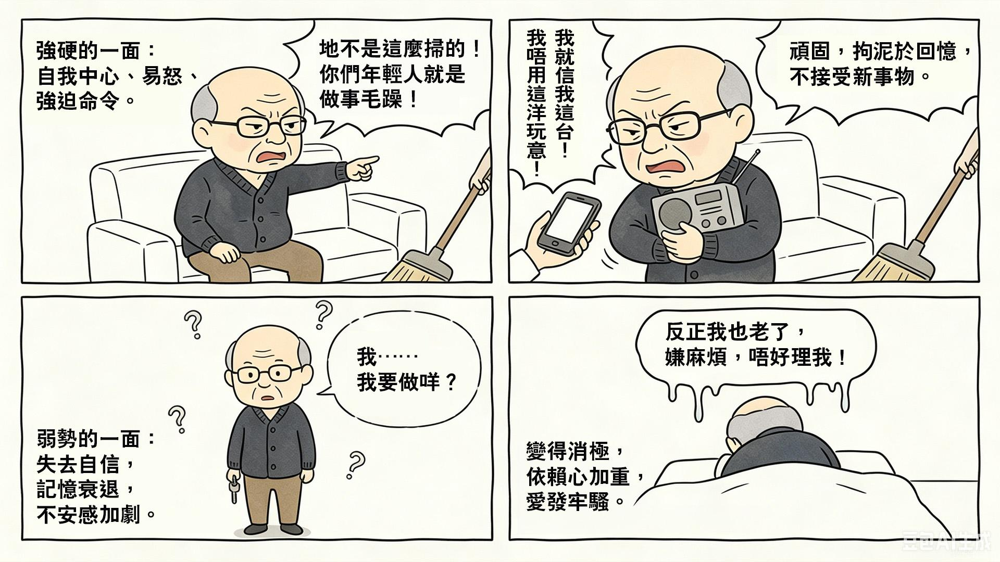 強硬的一面：
自我中心、易怒、
強迫命令。
地不是這麼掃的！
你們年輕人就是
做事毛躁！
我就信我這台！
我唔用這洋玩意！
頑固，拘泥於回憶，
不接受新事物。
弱勢的一面：
失去自信，
記憶衰退，
不安感加劇。
我⋯⋯
我要做咩？
反正我也老了，
嫌麻煩，唔好理我！
變得消極，
依賴心加重，
愛發牢騷。
豆包AI生成